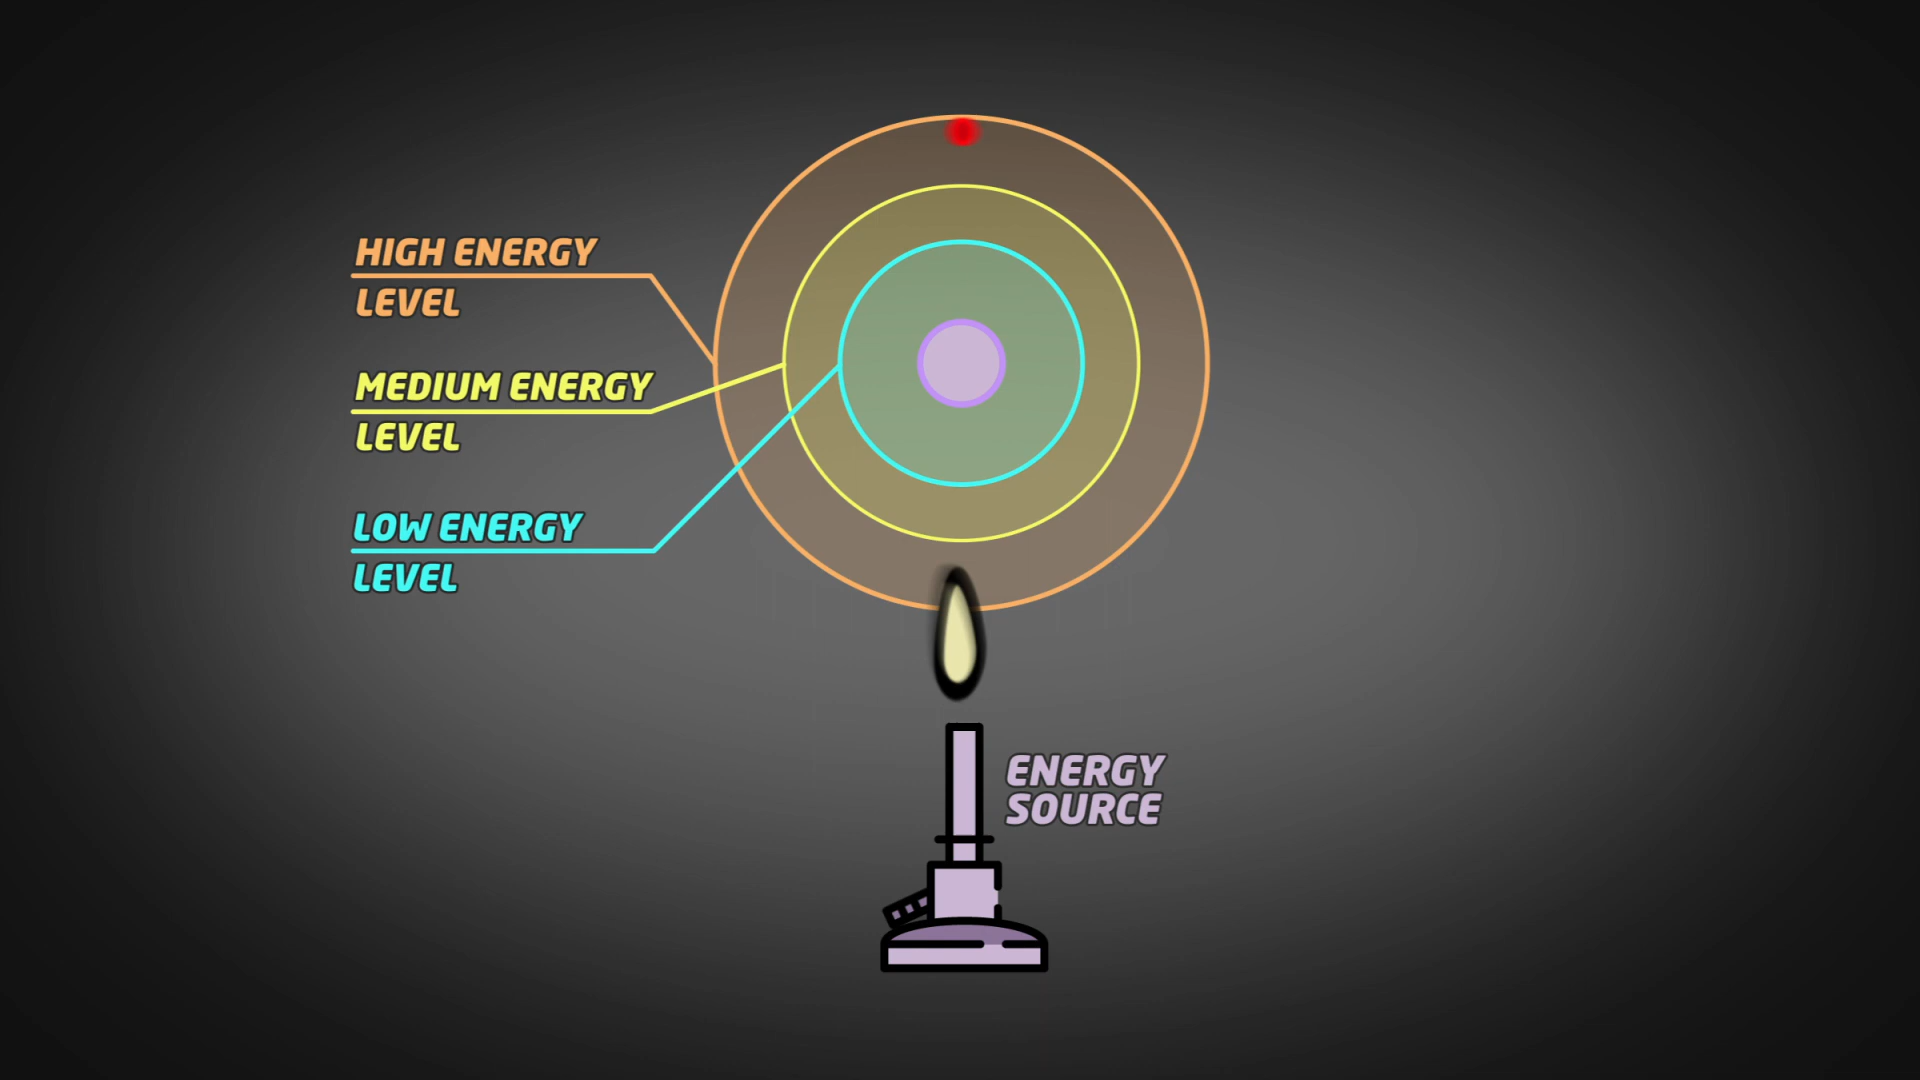 HIGH ENERGY
LEVEL
MEDIUM ENERGY
LEVEL
LOW ENERGY
LEVEL
ENERGY
SOURCE